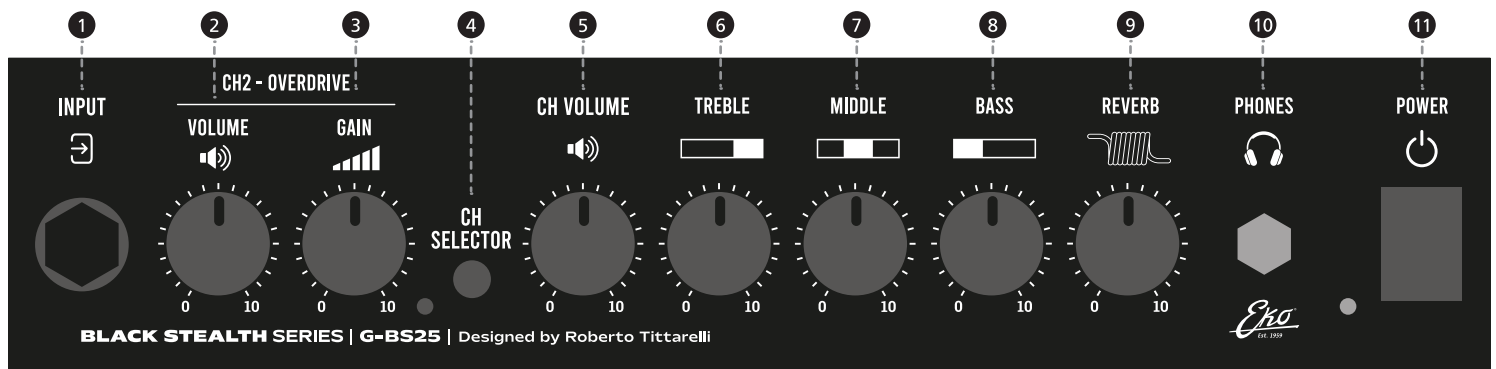 1 2 3 4 5 6 7 8 9 10 11
CH2 - OVERDRIVE
INPUT VOLUME GAIN CH VOLUME TREBLE MIDDLE BASS REVERB PHONES POWER
CH
SELECTOR
0 10 0 10 0 10 0 10 0 10 0 10 0 10
BLACK STEALTH SERIES | G-BS25 | Designed by Roberto Tittarelli
Eko
Est. 1959